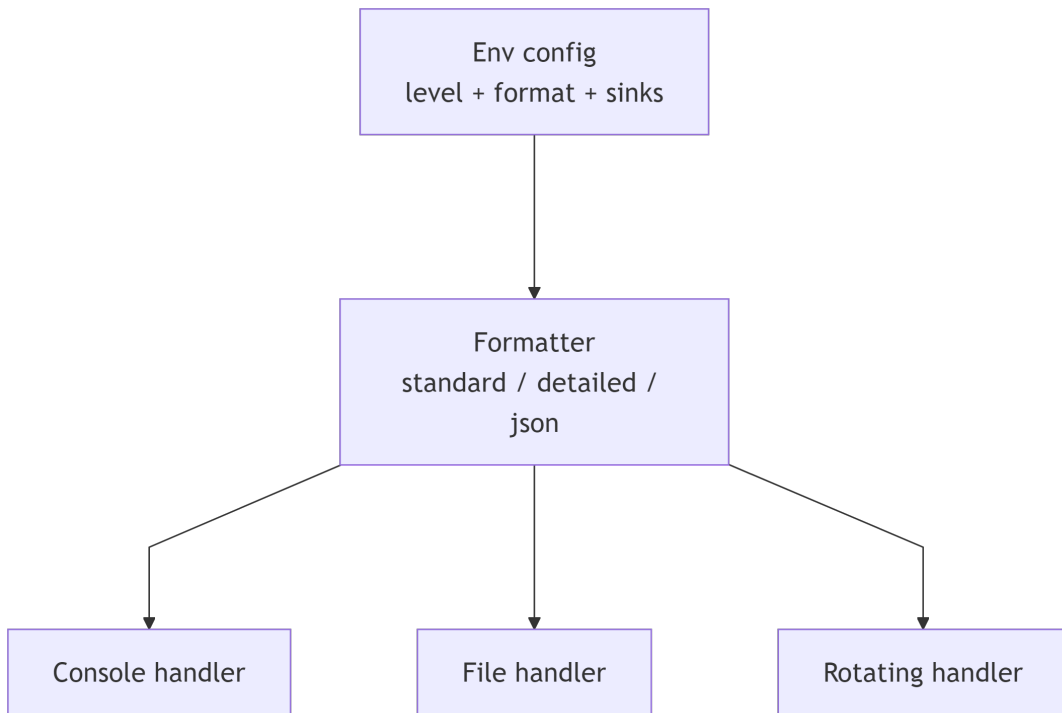 Env config
level + format + sinks
Formatter
standard / detailed /
json
Console handler
File handler
Rotating handler